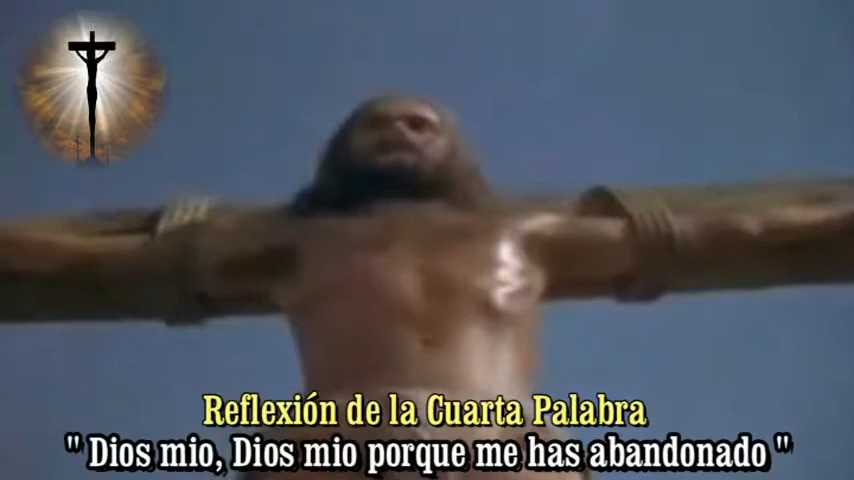 Reflexión de la Cuarta Palabra
" Dios mio, Dios mio porque me has abandonado "